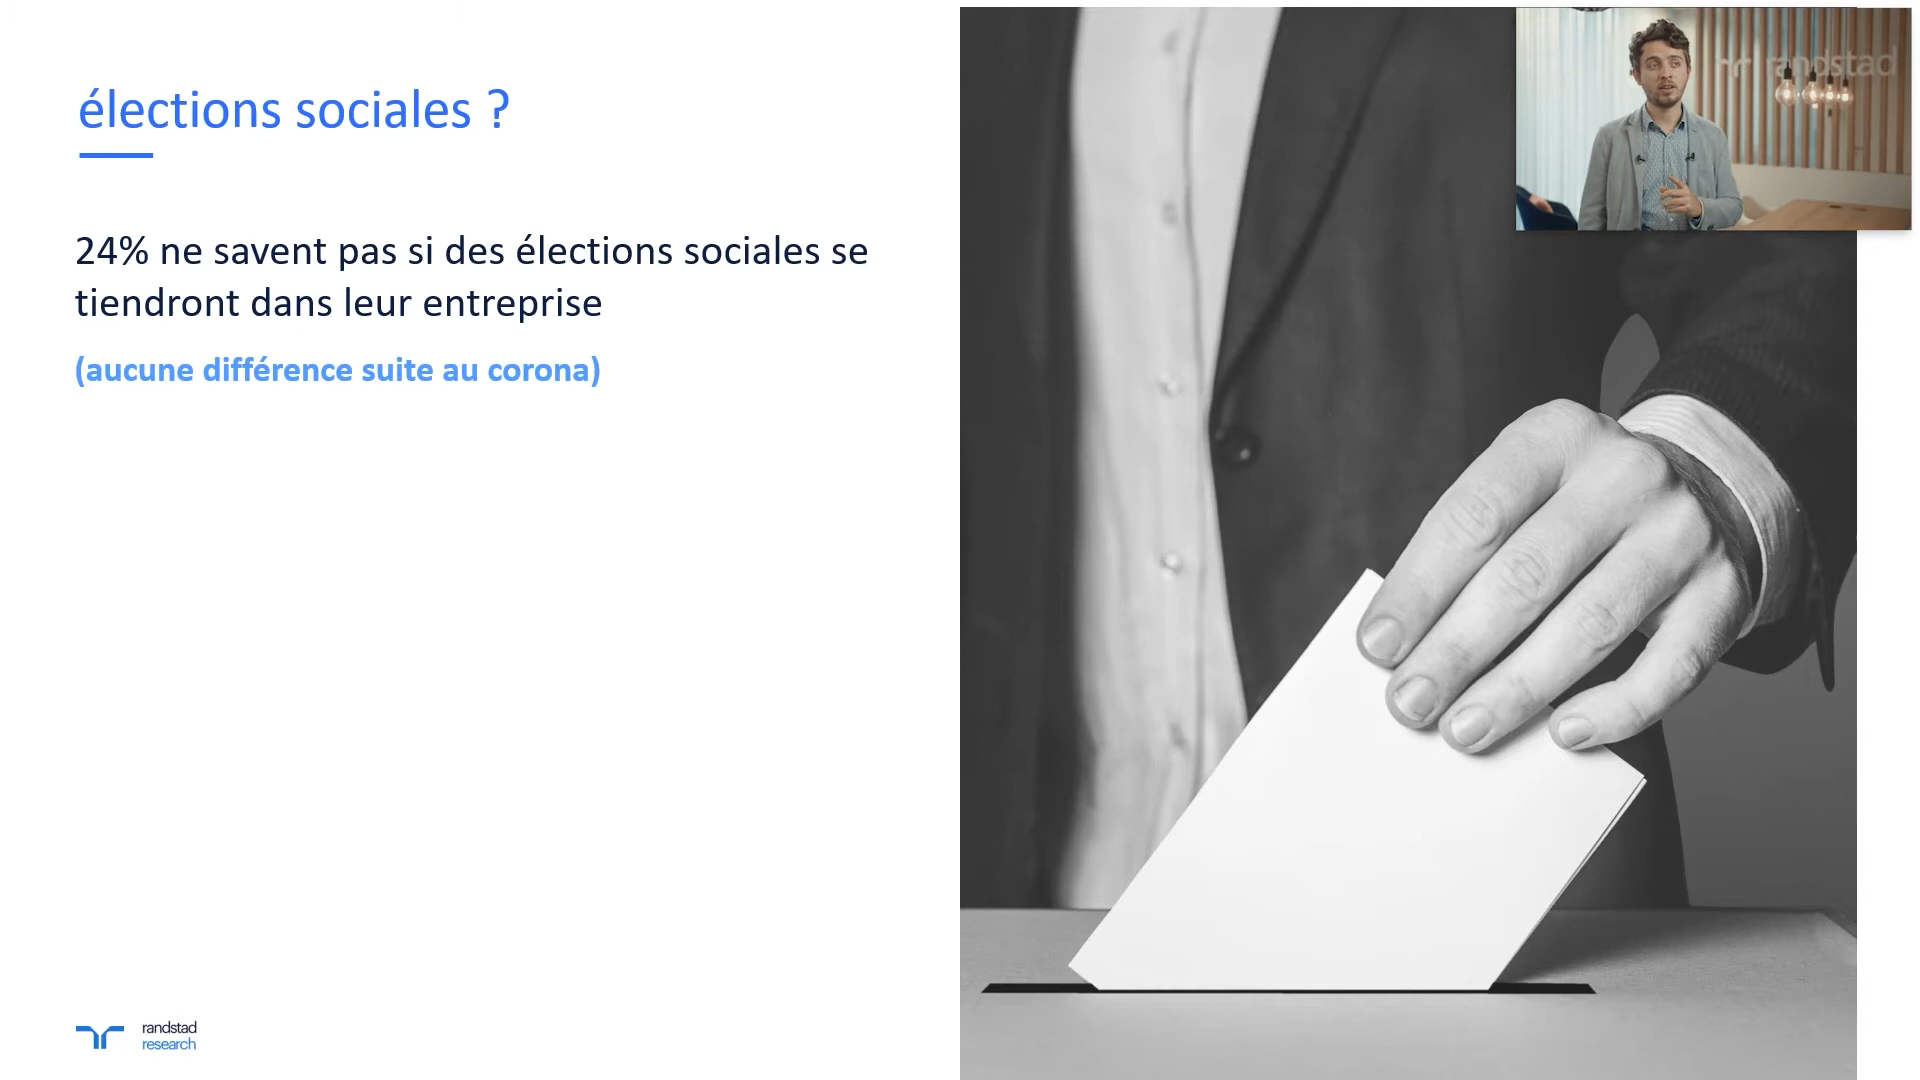 élections sociales ?
24% ne savent pas si des élections sociales se
tiendront dans leur entreprise
(aucune différence suite au corona)
randstad
randstad
research